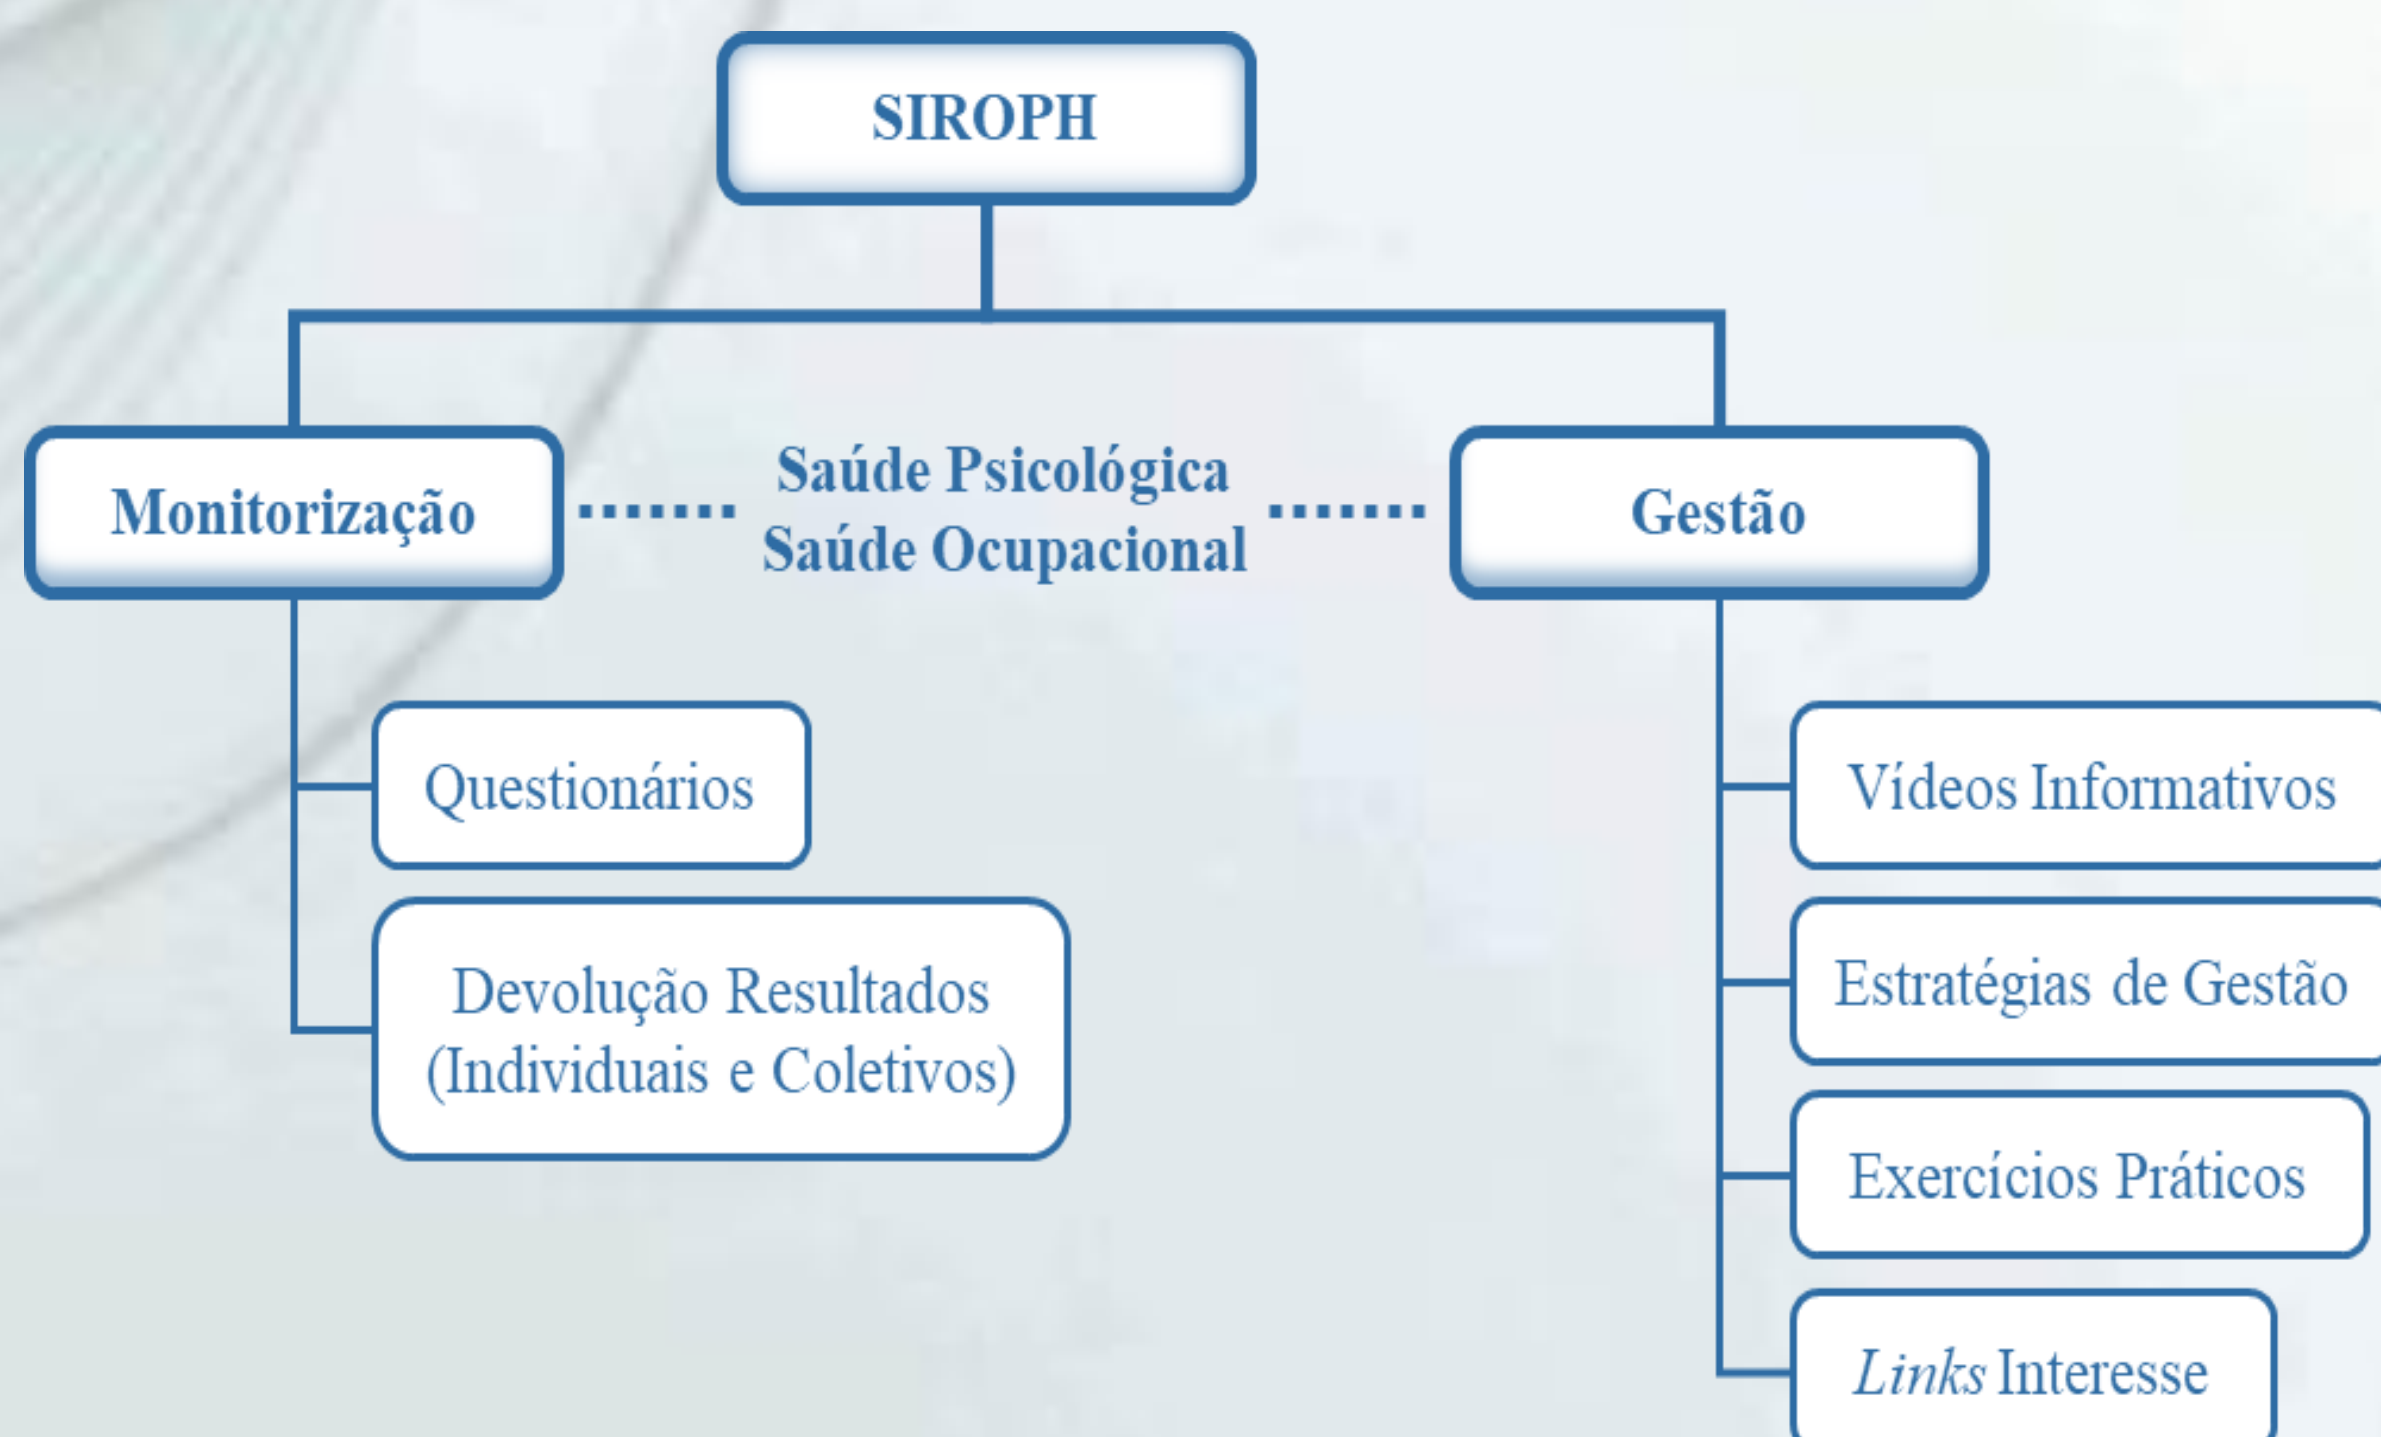 SIROPH
Monitorização
Saúde Psicológica
Saúde Ocupacional
Gestão
Questionários
Devolução Resultados
(Individuais e Coletivos)
Vídeos Informativos
Estratégias de Gestão
Exercícios Práticos
Links Interesse